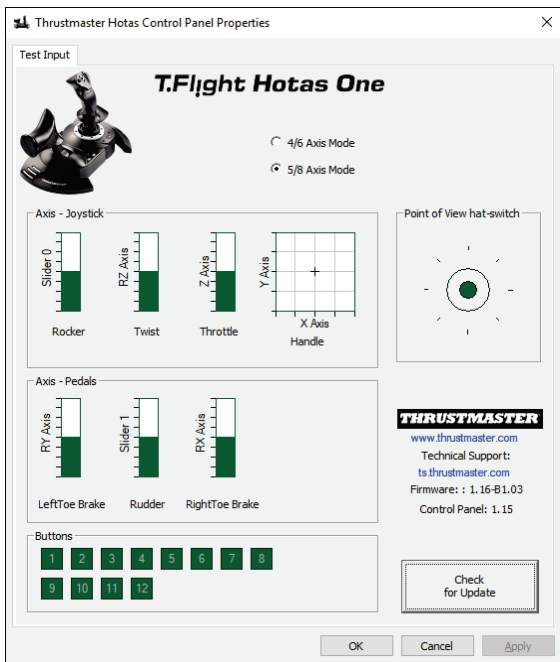 Thrustmaster Hotas Control Panel Properties
Test Input
T.Flight Hotas One
4/6 Axis Mode
5/8 Axis Mode
Axis - Joystick
Slider 0
RZ Axis
Z Axis
Y Axis
X Axis
Rocker
Twist
Throttle
Handle
Point of View hat-switch
Axis - Pedals
RY Axis
Slider 1
RX Axis
LeftToe Brake
Rudder
RightToe Brake
THRUSTMASTER
www.thrustmaster.com
Technical Support:
ts.thrustmaster.com
Firmware: : 1.16-B1.03
Control Panel: 1.15
Buttons
1 2 3 4 5 6 7 8
9 10 11 12
Check
for Update
OK Cancel Apply